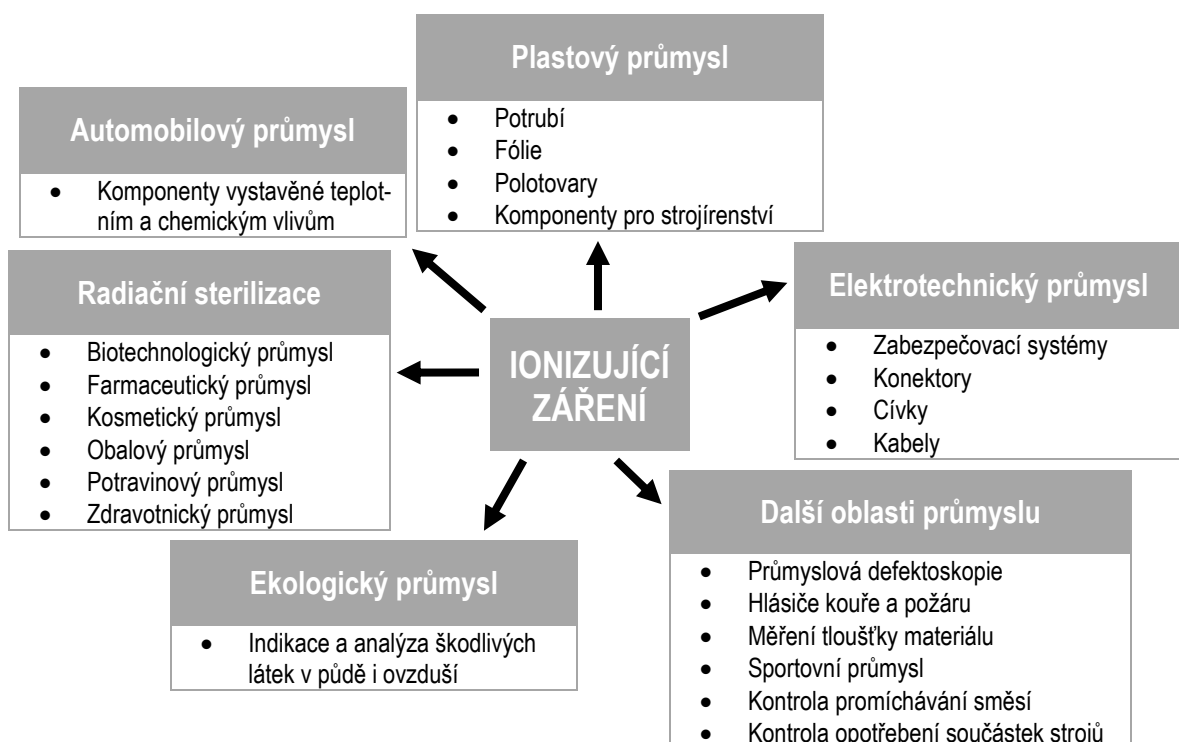 Plastový průmysl
• Potrubí
• Fólie
• Polotovary
• Komponenty pro strojírenství
Automobilový průmysl
• Komponenty vystavěné teplot-
ním a chemickým vlivům
Radiační sterilizace
• Biotechnologický průmysl
• Farmaceutický průmysl
• Kosmetický průmysl
• Obalový průmysl
• Potravinový průmysl
• Zdravotnický průmysl
IONIZUJÍCÍ
ZÁŘENÍ
Elektrotechnický průmysl
• Zabezpečovací systémy
• Konektory
• Cívky
• Kabely
Ekologický průmysl
• Indikace a analýza škodlivých
látek v půdě i ovzduší
Další oblasti průmyslu
• Průmyslová defektoskopie
• Hlásiče kouře a požáru
• Měření tloušťky materiálu
• Sportovní průmysl
• Kontrola promíchávání směsí
• Kontrola opotřebení součástek strojů